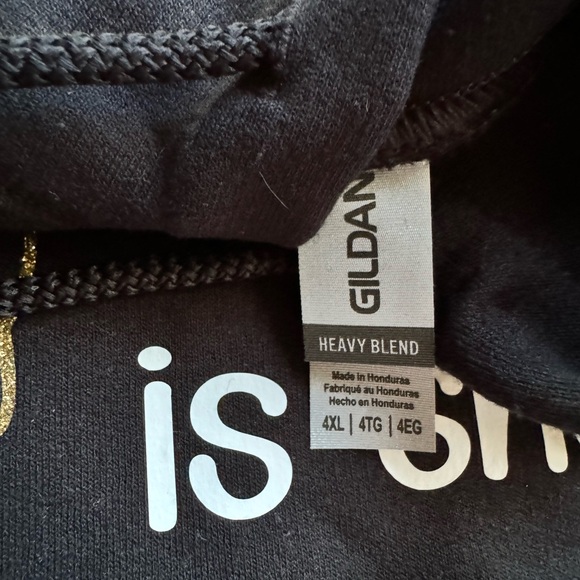 GILDAN
HEAVY BLEND
Made in Honduras
Fabriqué au Honduras
Hecho en Honduras
4XL | 4TG | 4EG
is